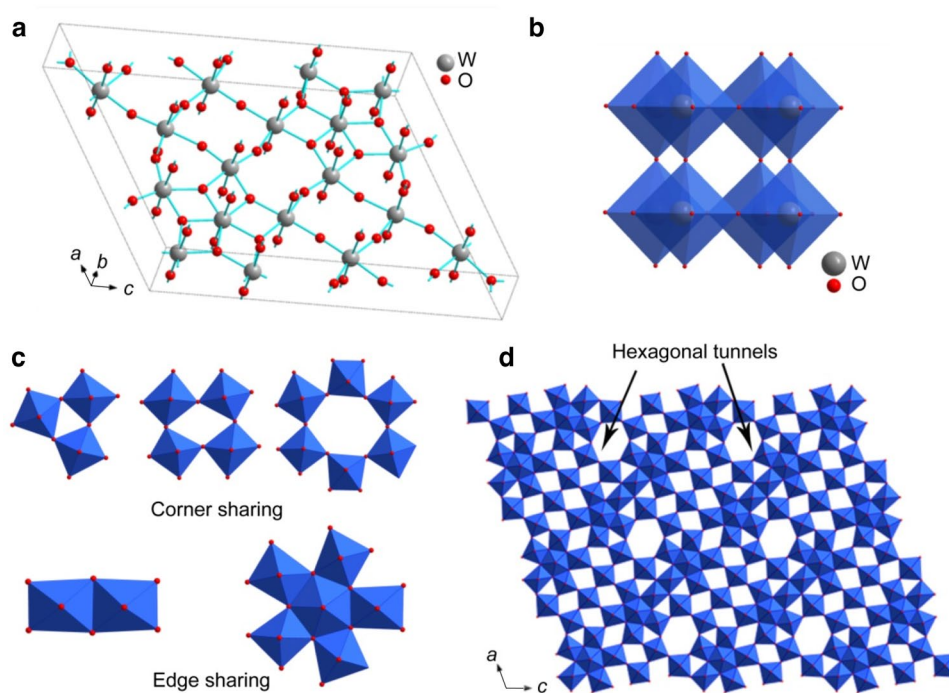 a
W
O
a
b
c
b
W
O
c
Corner sharing
Edge sharing
d
Hexagonal tunnels
a
c